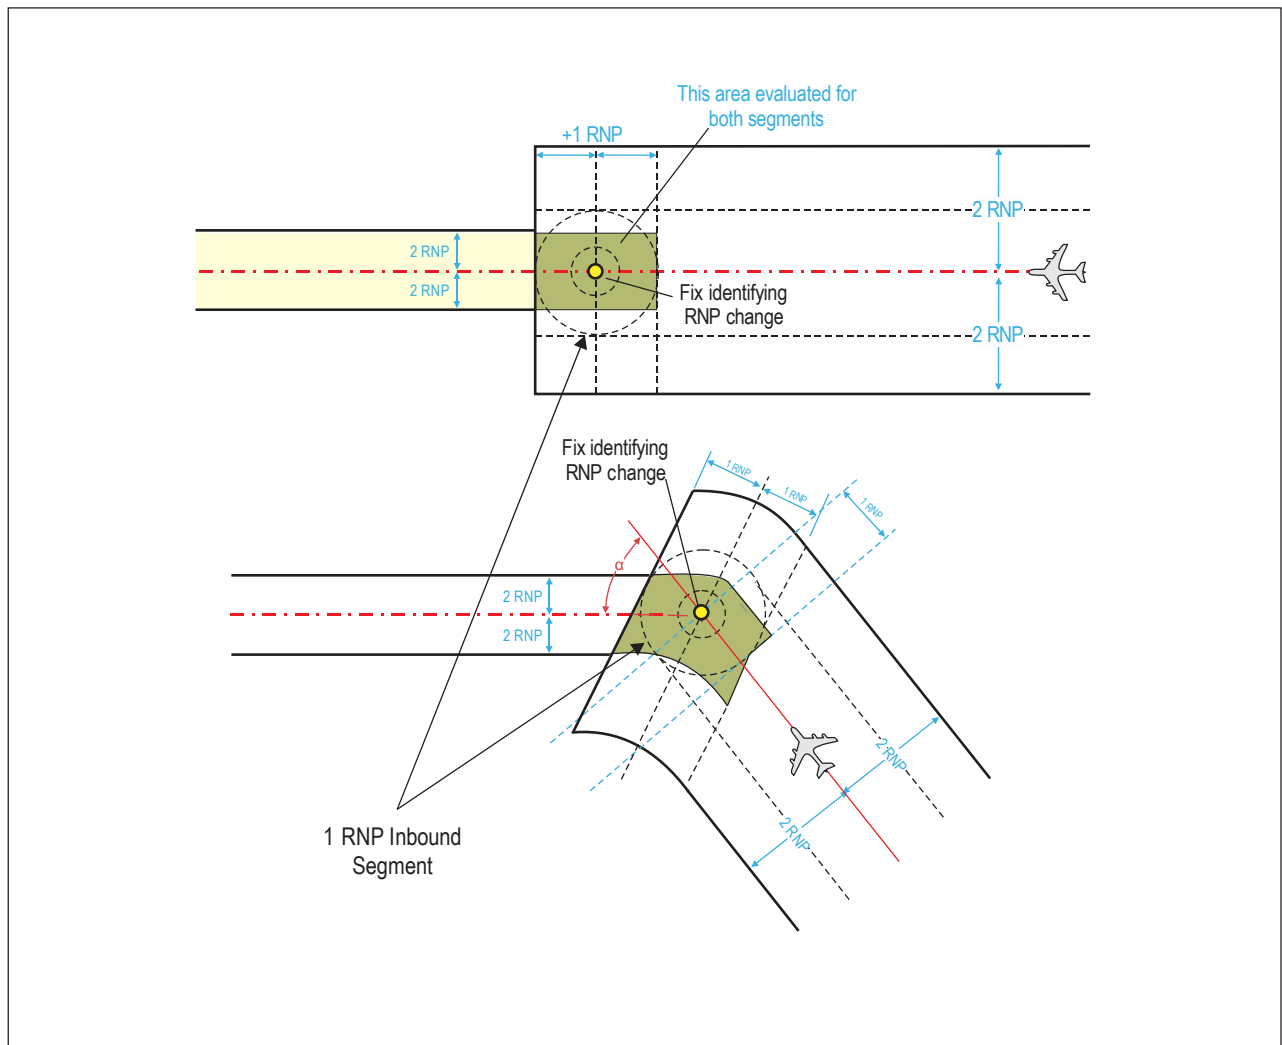 This area evaluated for
both segments
+1 RNP
2 RNP
2 RNP
2 RNP
2 RNP
Fix identifying
RNP change
Fix identifying
RNP change
1 RNP
1 RNP
1 RNP
α
2 RNP
2 RNP
2 RNP
2 RNP
1 RNP Inbound
Segment